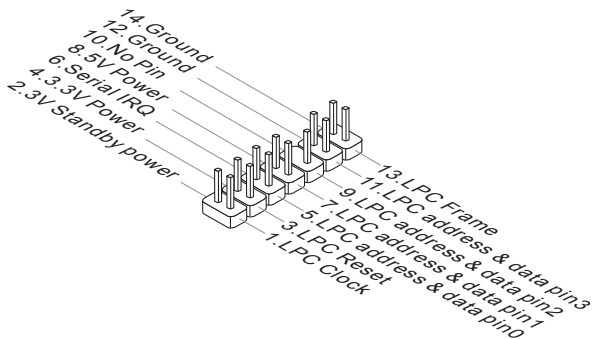 14.Ground
12.Ground
10.No Pin
8.5V Power
6.Serial IRQ
4.3.3V Power
2.3V Standby power
13.LPC Frame
11.LPC address & data pin3
9.LPC address & data pin2
7.LPC address & data pin1
5.LPC address & data pin0
3.LPC Reset
1.LPC Clock